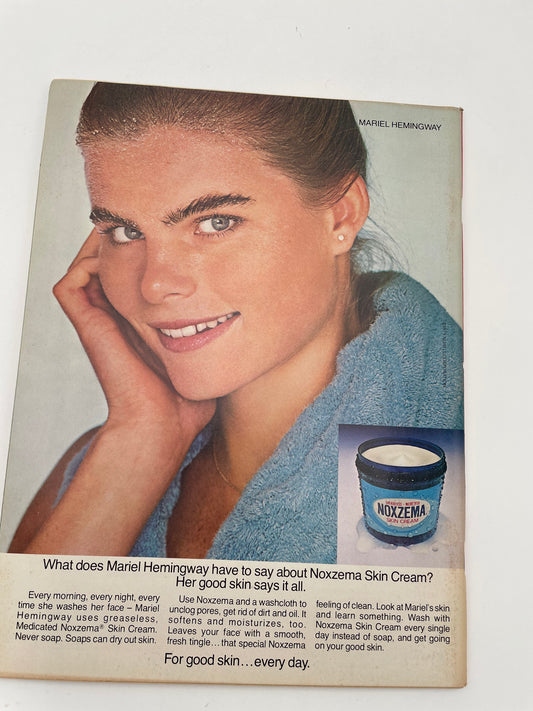 MARIEL HEMINGWAY
NOXZEMA
SKIN CREAM
What does Mariel Hemingway have to say about Noxzema Skin Cream?
Her good skin says it all.
Every morning, every night, every
time she washes her face – Mariel
Hemingway uses greaseless,
Medicated Noxzema® Skin Cream.
Never soap. Soaps can dry out skin.
Use Noxzema and a washcloth to
unclog pores, get rid of dirt and oil. It
softens and moisturizes, too.
Leaves your face with a smooth,
fresh tingle... that special Noxzema
feeling of clean. Look at Mariel's skin
and learn something. Wash with
Noxzema Skin Cream every single
day instead of soap, and get going
on your good skin.
For good skin...every day.